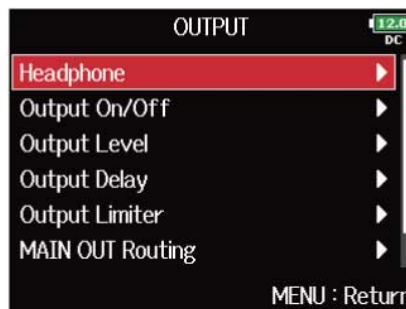 OUTPUT
12.0
DC
Headphone
Output On/Off
Output Level
Output Delay
Output Limiter
MAIN OUT Routing
MENU : Return